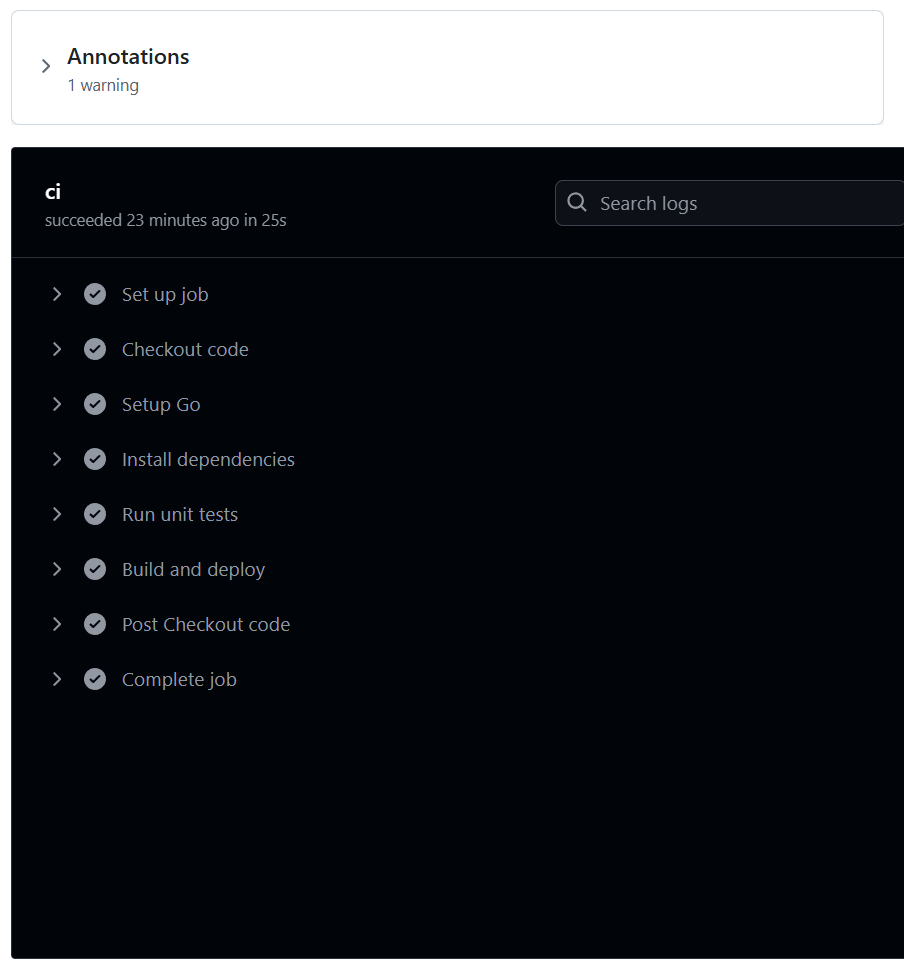 Annotations
1 warning
ci
succeeded 23 minutes ago in 25s
Search logs
Set up job
Checkout code
Setup Go
Install dependencies
Run unit tests
Build and deploy
Post Checkout code
Complete job